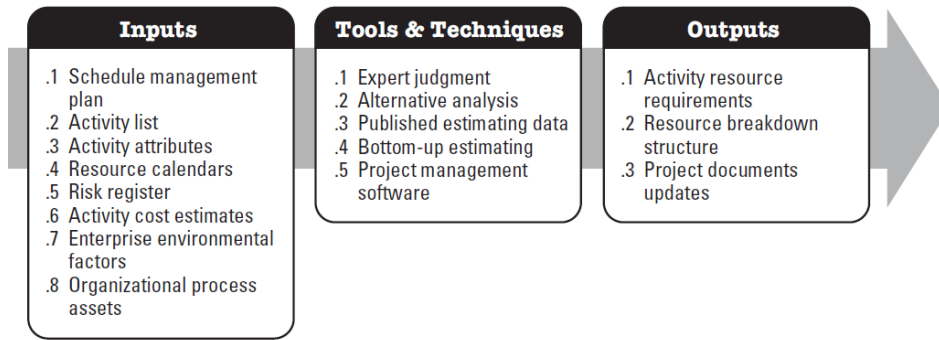 Inputs
.1 Schedule management
plan
.2 Activity list
.3 Activity attributes
.4 Resource calendars
.5 Risk register
.6 Activity cost estimates
.7 Enterprise environmental
factors
.8 Organizational process
assets
Tools & Techniques
.1 Expert judgment
.2 Alternative analysis
.3 Published estimating data
.4 Bottom-up estimating
.5 Project management
software
Outputs
.1 Activity resource
requirements
.2 Resource breakdown
structure
.3 Project documents
updates